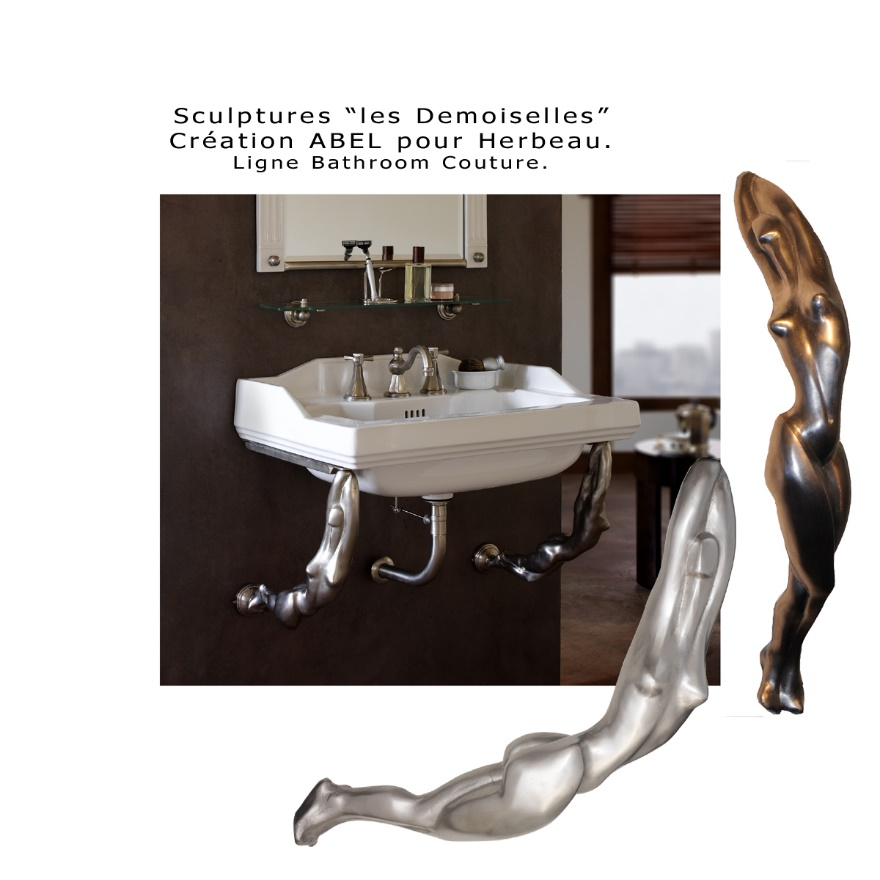 Sculptures “les Demoiselles”
Création ABEL pour Herbeau.
Ligne Bathroom Couture.